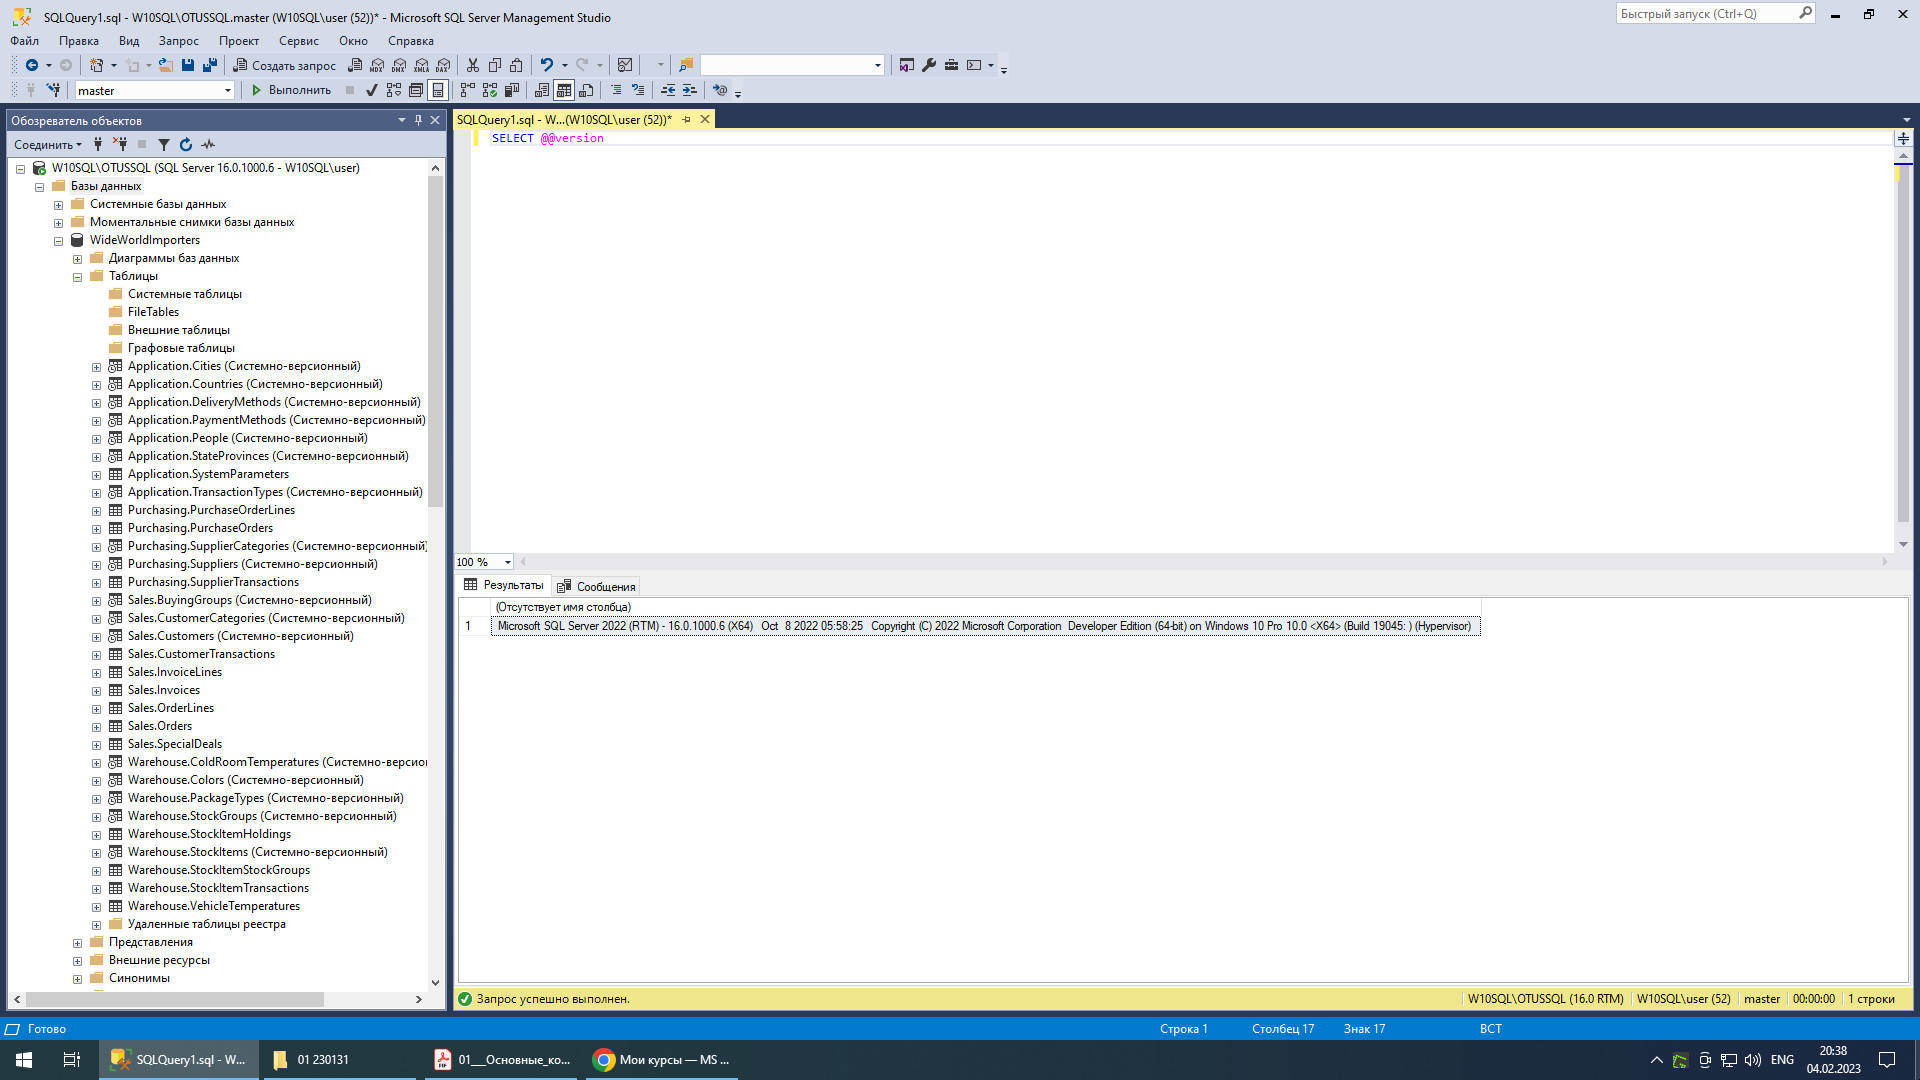 SQLQuery1.sql - W10SQL\OTUSSQL.master (W10SQL\user (52))* - Microsoft SQL Server Management Studio
Быстрый запуск (Ctrl+Q)
Файл Правка Вид Запрос Проект Сервис Окно Справка
Создать запрос MDX DMX XMLA DAX
master Выполнить
Обозреватель объектов
SQLQuery1.sql - W...(W10SQL\user (52))*
Соединить
SELECT @@version
W10SQL\OTUSSQL (SQL Server 16.0.1000.6 - W10SQL\user)
Базы данных
Системные базы данных
Моментальные снимки базы данных
WideWorldImporters
Диаграммы баз данных
Таблицы
Системные таблицы
FileTables
Внешние таблицы
Графовые таблицы
Application.Cities (Системно-версионный)
Application.Countries (Системно-версионный)
Application.DeliveryMethods (Системно-версионный)
Application.PaymentMethods (Системно-версионный)
Application.People (Системно-версионный)
Application.StateProvinces (Системно-версионный)
Application.SystemParameters
Application.TransactionTypes (Системно-версионный)
Purchasing.PurchaseOrderLines
Purchasing.PurchaseOrders
Purchasing.SupplierCategories (Системно-версионный)
Purchasing.Suppliers (Системно-версионный)
Purchasing.SupplierTransactions
Sales.BuyingGroups (Системно-версионный)
Sales.CustomerCategories (Системно-версионный)
Sales.Customers (Системно-версионный)
Sales.CustomerTransactions
Sales.InvoiceLines
Sales.Invoices
Sales.OrderLines
Sales.Orders
Sales.SpecialDeals
Warehouse.ColdRoomTemperatures (Системно-версио
Warehouse.Colors (Системно-версионный)
Warehouse.PackageTypes (Системно-версионный)
Warehouse.StockGroups (Системно-версионный)
Warehouse.StockItemHoldings
Warehouse.StockItems (Системно-версионный)
Warehouse.StockItemStockGroups
Warehouse.StockItemTransactions
Warehouse.VehicleTemperatures
Удаленные таблицы реестра
Представления
Внешние ресурсы
Синонимы
100 %
Результаты Сообщения
(Отсутствует имя столбца)
1 Microsoft SQL Server 2022 (RTM) - 16.0.1000.6 (X64) Oct 8 2022 05:58:25 Copyright (C) 2022 Microsoft Corporation Developer Edition (64-bit) on Windows 10 Pro 10.0 <X64> (Build 19045: ) (Hypervisor)
Запрос успешно выполнен. W10SQL\OTUSSQL (16.0 RTM) W10SQL\user (52) master 00:00:00 1 строки
Готово Строка 1 Столбец 17 Знак 17 ВСТ
SQLQuery1.sql - W... 01 230131 01___Основные_ко... Мои курсы — MS ... ENG 20:38
04.02.2023